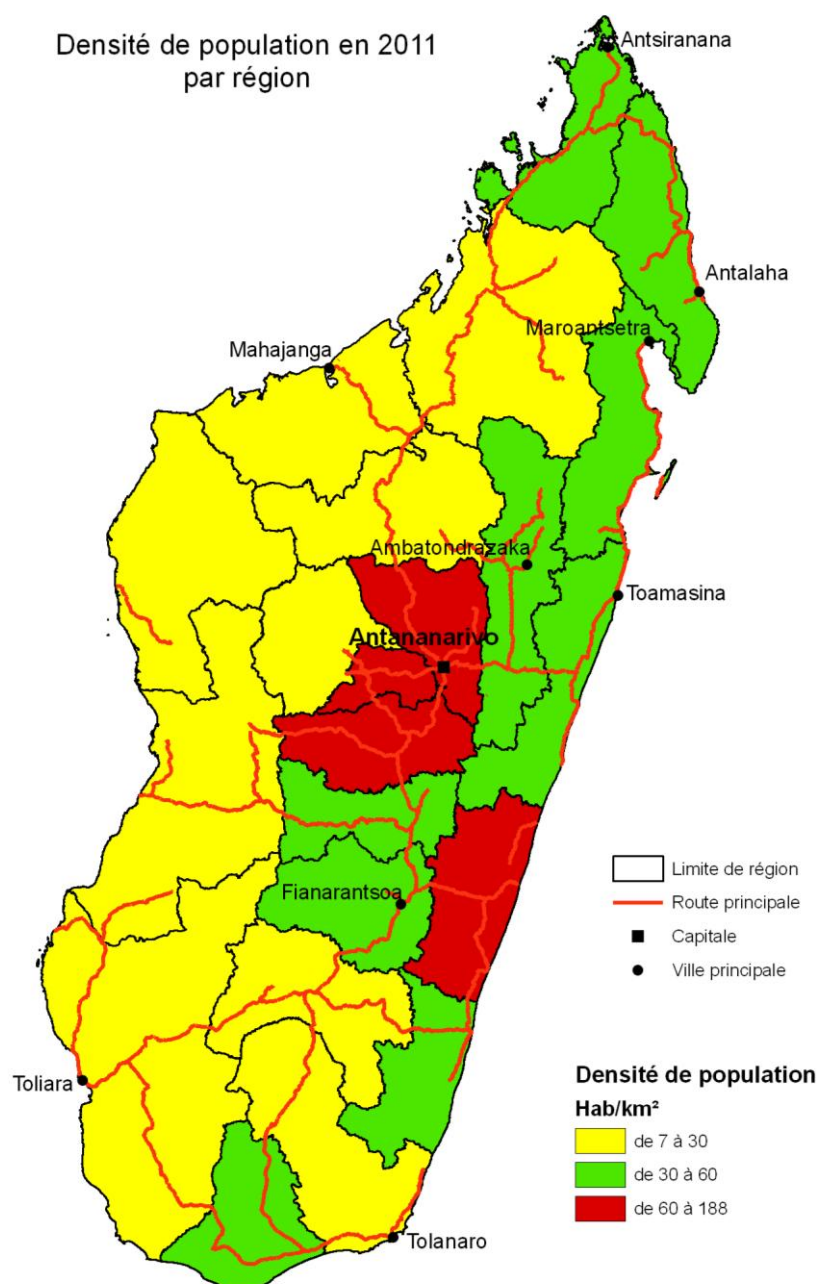 Densité de population en 2011
par région
Antsiranana
Antalaha
Maroantsetra
Mahajanga
Ambatondrazaka
Toamasina
Antananarivo
Limite de région
Fianarantsoa
Route principale
Capitale
Ville principale
Toliara
Densité de population
Hab/km²
de 7 à 30
de 30 à 60
de 60 à 188
Tolanaro